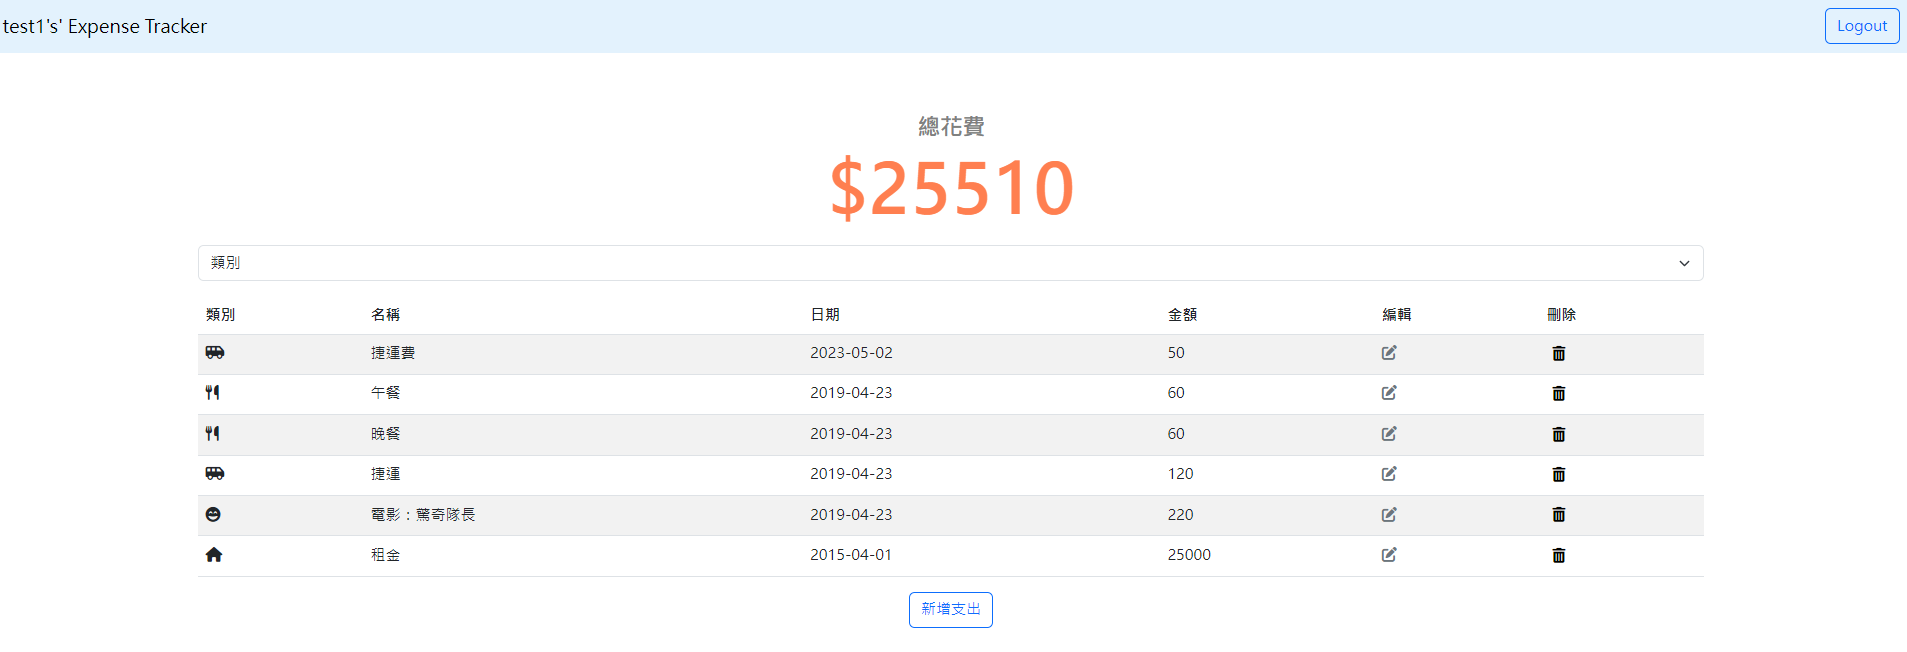 test1's' Expense Tracker Logout
總花費
$25510
類別
類別 名稱 日期 金額 編輯 刪除
捷運費 2023-05-02 50
午餐 2019-04-23 60
晚餐 2019-04-23 60
捷運 2019-04-23 120
電影：驚奇隊長 2019-04-23 220
租金 2015-04-01 25000
新增支出